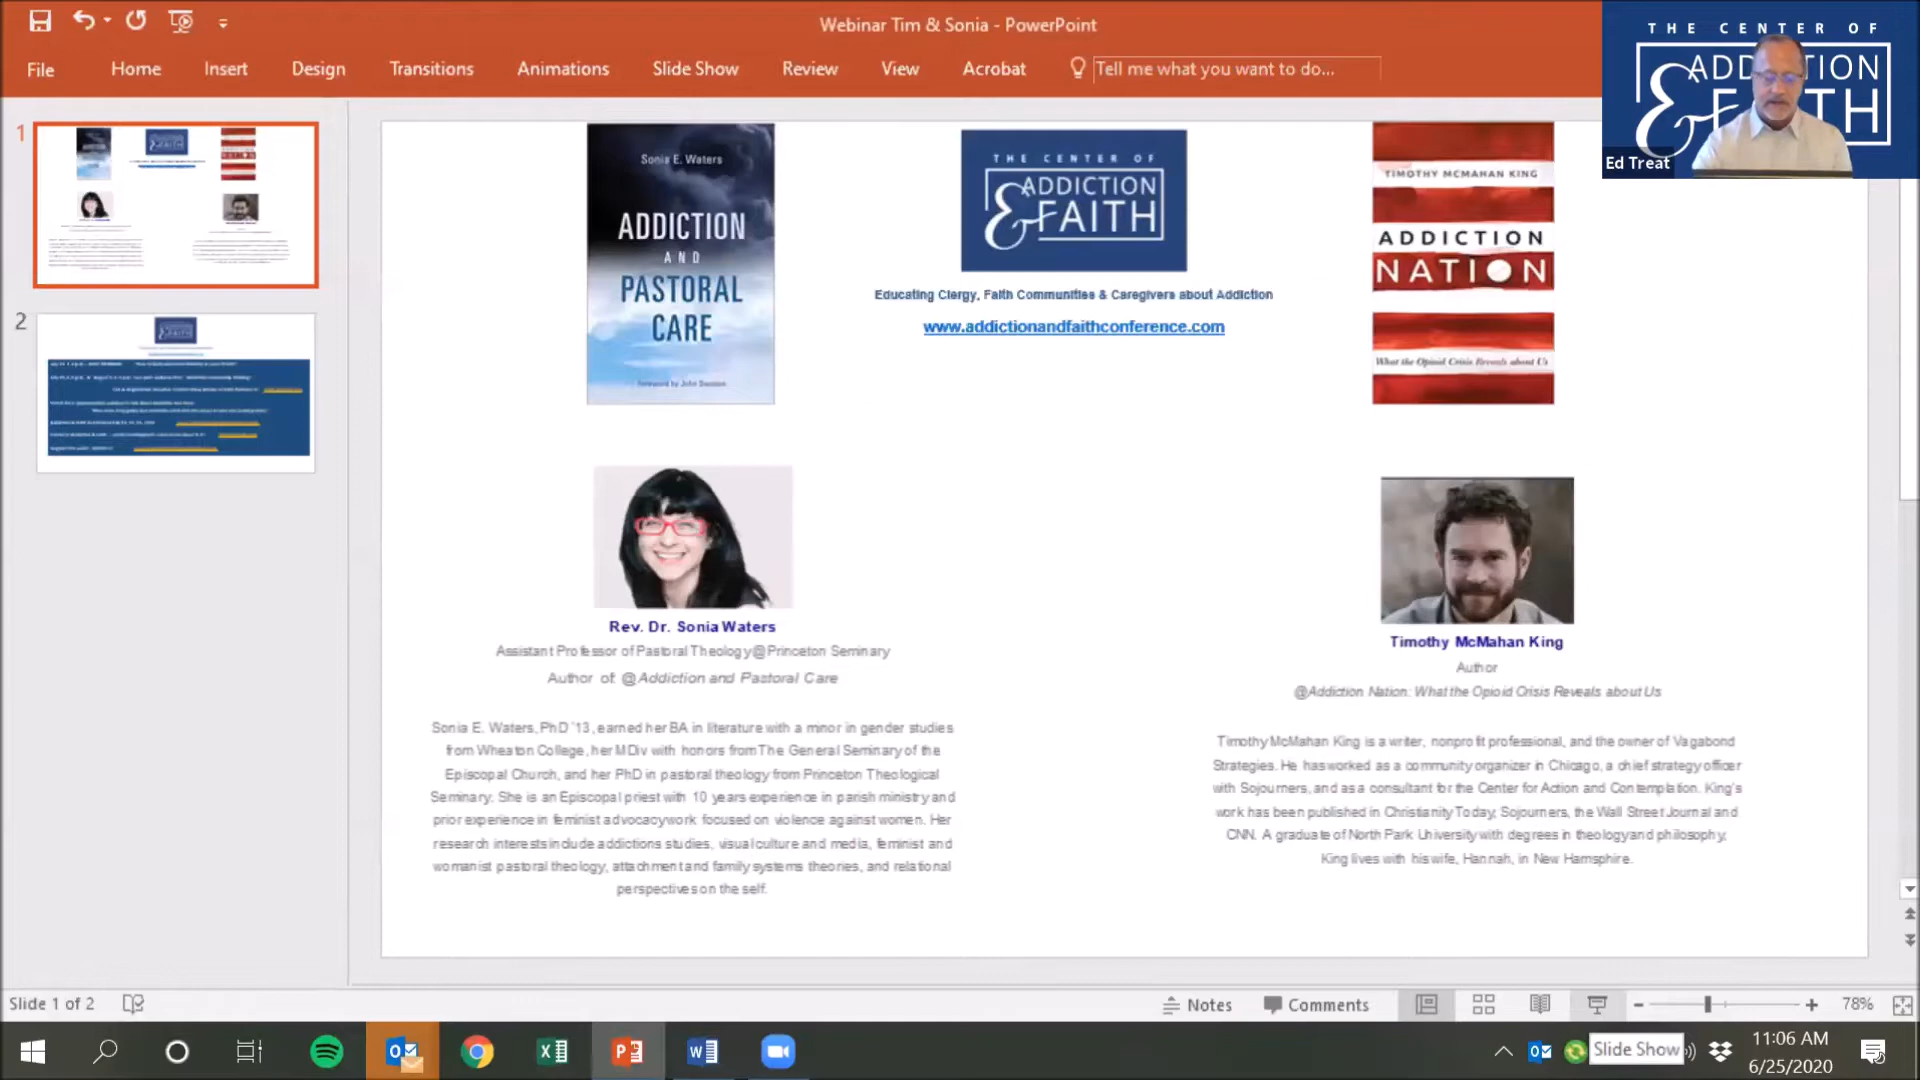 Webinar Tim & Sonia - PowerPoint
File Home Insert Design Transitions Animations Slide Show Review View Acrobat Tell me what you want to do...
THE CENTER OF
ADDICTION
& FAITH
Ed Treat
1
2
Sonia E. Waters
ADDICTION
AND
PASTORAL
CARE
Foreword by John Swinton
THE CENTER OF
ADDICTION
& FAITH
Educating Clergy, Faith Communities & Caregivers about Addiction
www.addictionandfaithconference.com
TIMOTHY MCMAHAN KING
ADDICTION
NATION
What the Opioid Crisis Reveals about Us
Rev. Dr. Sonia Waters
Assistant Professor of Pastoral Theology@Princeton Seminary
Author of: @Addiction and Pastoral Care
Sonia E. Waters, PhD '13, earned her BA in literature with a minor in gender studies
from Wheaton College, her MDiv with honors from The General Seminary of the
Episcopal Church, and her PhD in pastoral theology from Princeton Theological
Seminary. She is an Episcopal priest with 10 years experience in parish ministry and
prior experience in feminist advocacy work focused on violence against women. Her
research interests include addictions studies, visual culture and media, feminist and
womanist pastoral theology, attachment and family systems theories, and relational
perspectives on the self.
Timothy McMahan King
Author
@Addiction Nation: What the Opioid Crisis Reveals about Us
Timothy McMahan King is a writer, nonprofit professional, and the owner of Vagabond
Strategies. He has worked as a community organizer in Chicago, a chief strategy officer
with Sojourners, and as a consultant for the Center for Action and Contemplation. King's
work has been published in Christianity Today, Sojourners, the Wall Street Journal and
CNN. A graduate of North Park University with degrees in theology and philosophy,
King lives with his wife, Hannah, in New Hampshire.
Slide 1 of 2
Notes Comments 78%
Slide Show
11:06 AM
6/25/2020